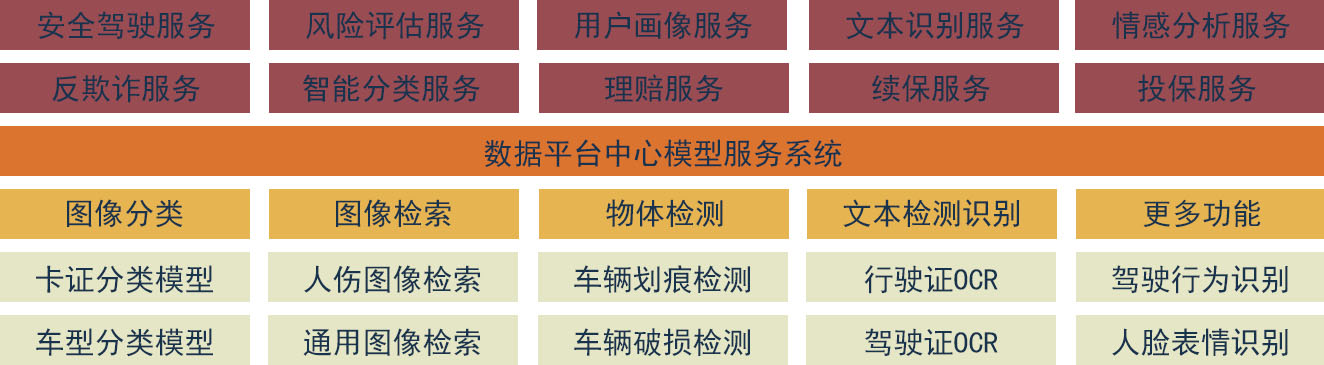 安全驾驶服务 风险评估服务 用户画像服务 文本识别服务 情感分析服务
反欺诈服务 智能分类服务 理赔服务 续保服务 投保服务
数据平台中心模型服务系统
图像分类 图像检索 物体检测 文本检测识别 更多功能
卡证分类模型 人伤图像检索 车辆划痕检测 行驶证OCR 驾驶行为识别
车型分类模型 通用图像检索 车辆破损检测 驾驶证OCR 人脸表情识别